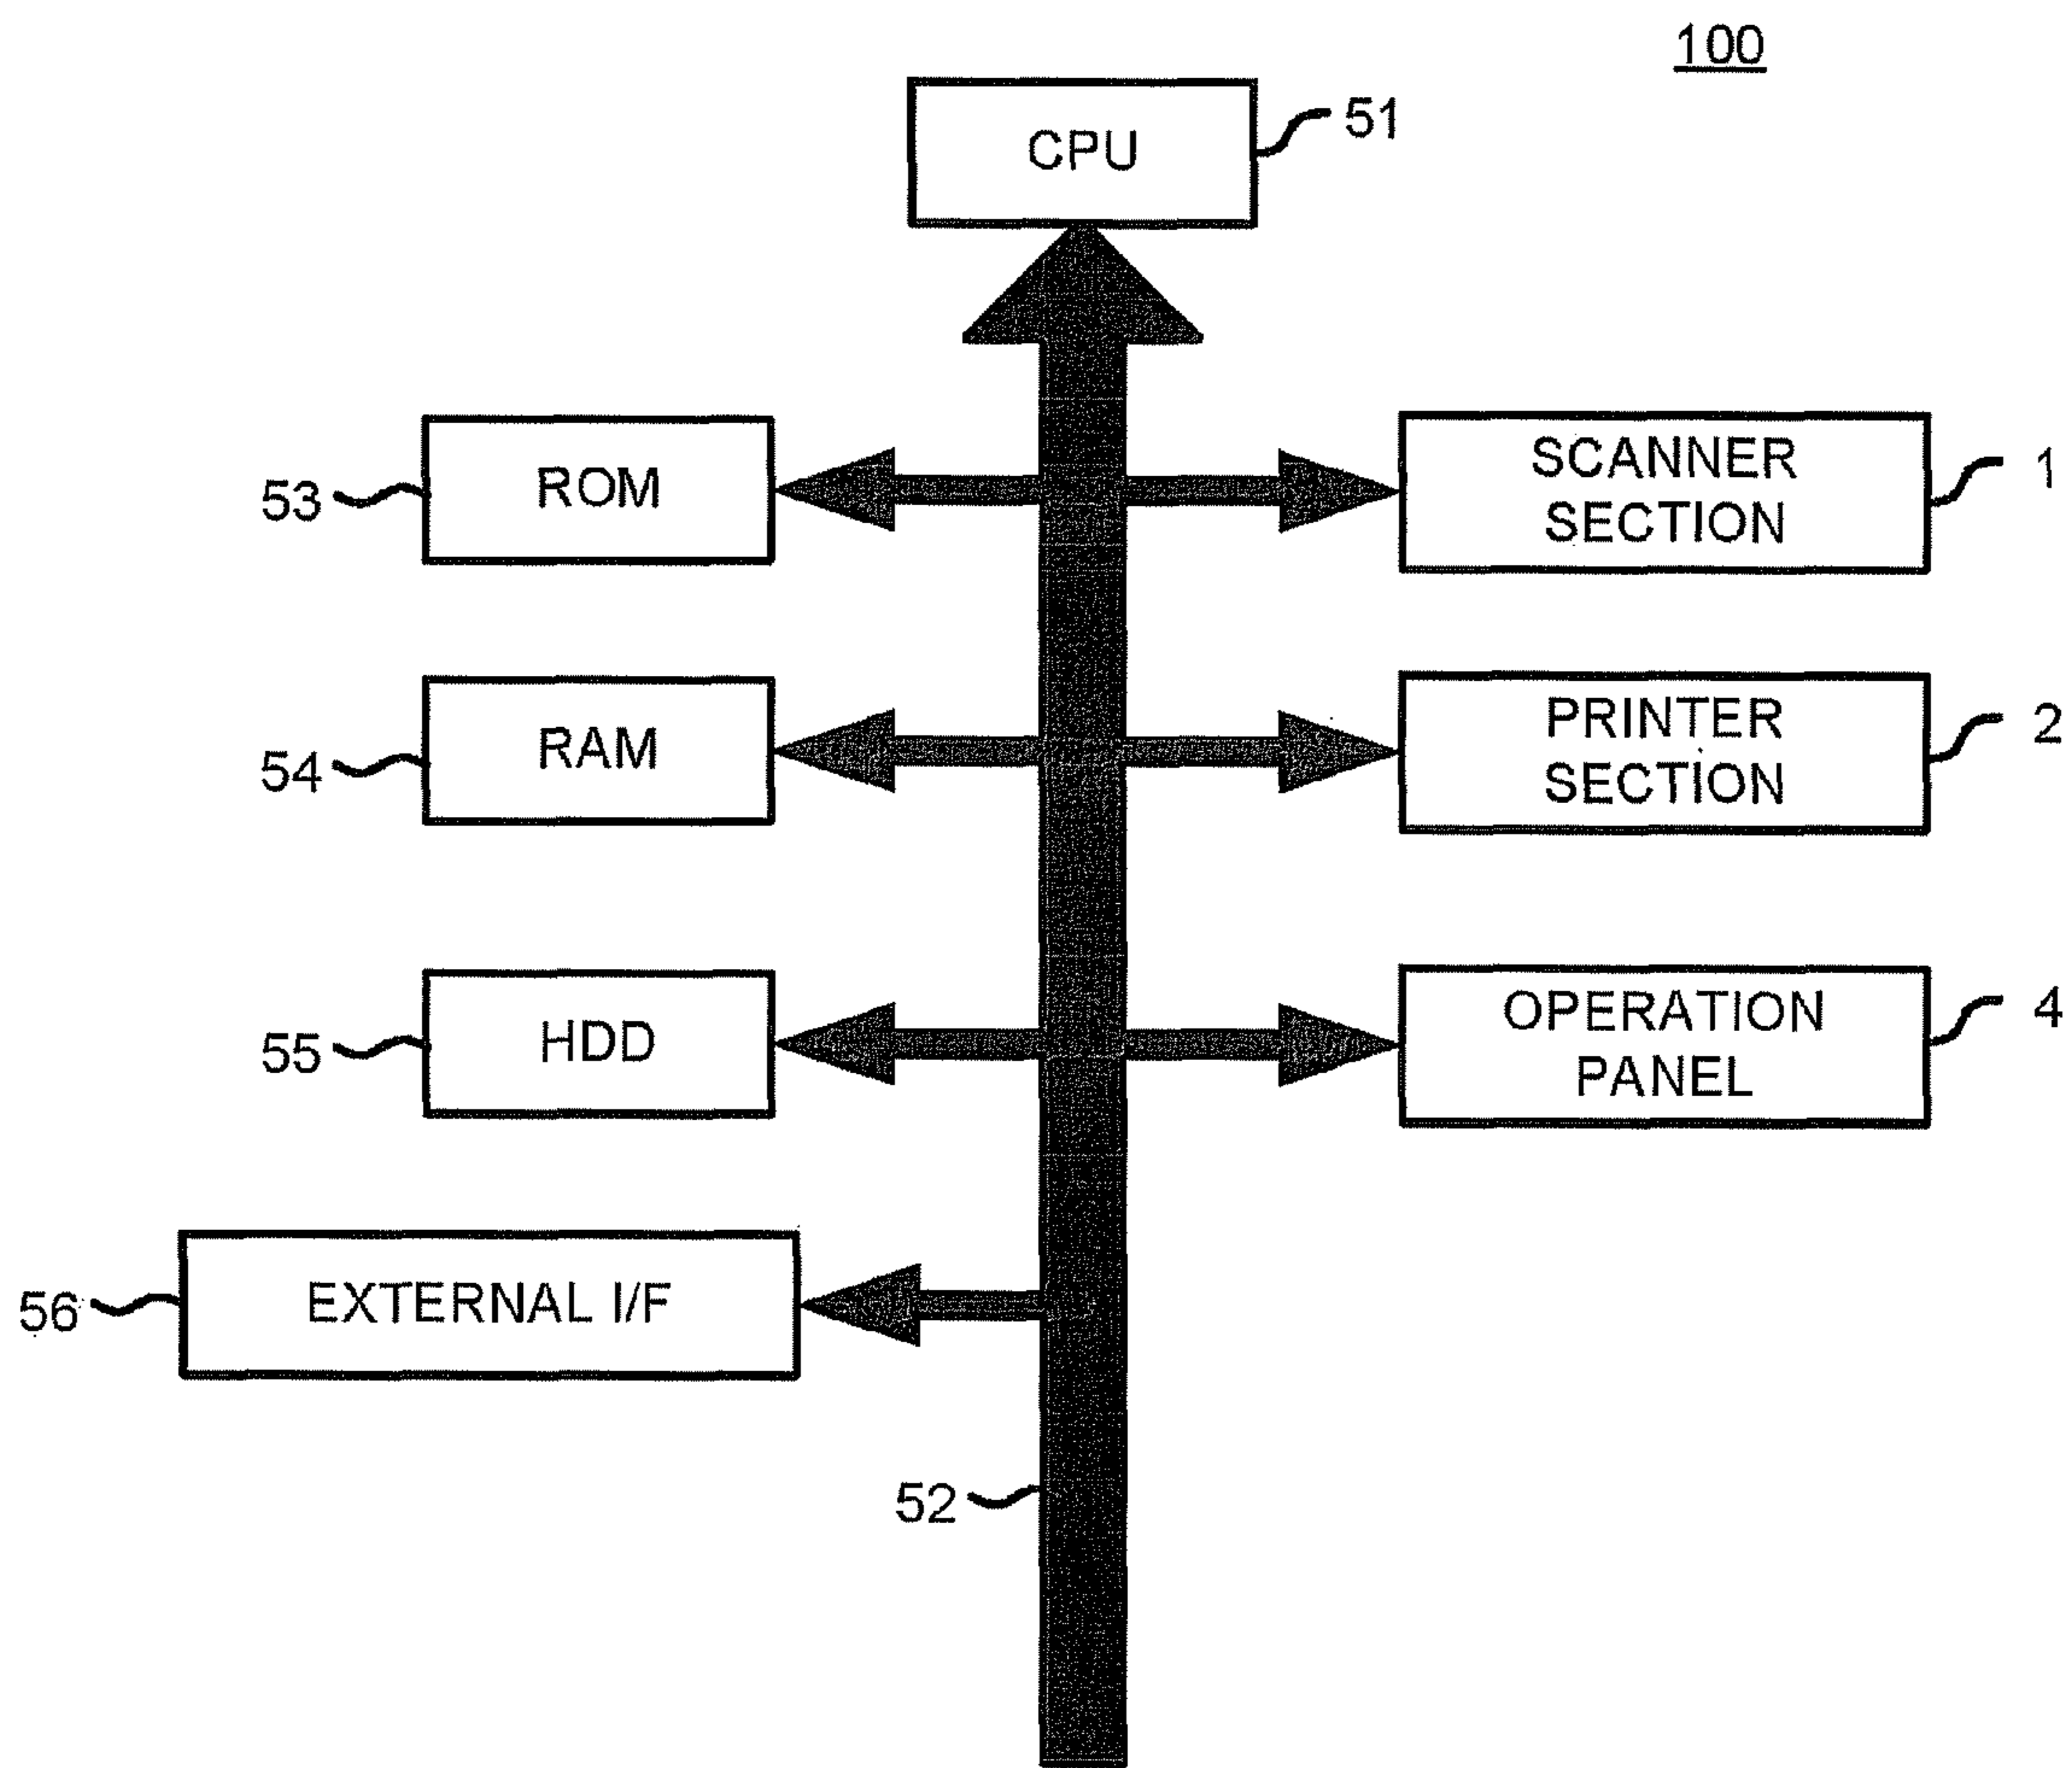 100
CPU
51
53
ROM
SCANNER
SECTION
1
54
RAM
PRINTER
SECTION
2
55
HDD
OPERATION
PANEL
4
56
EXTERNAL I/F
52